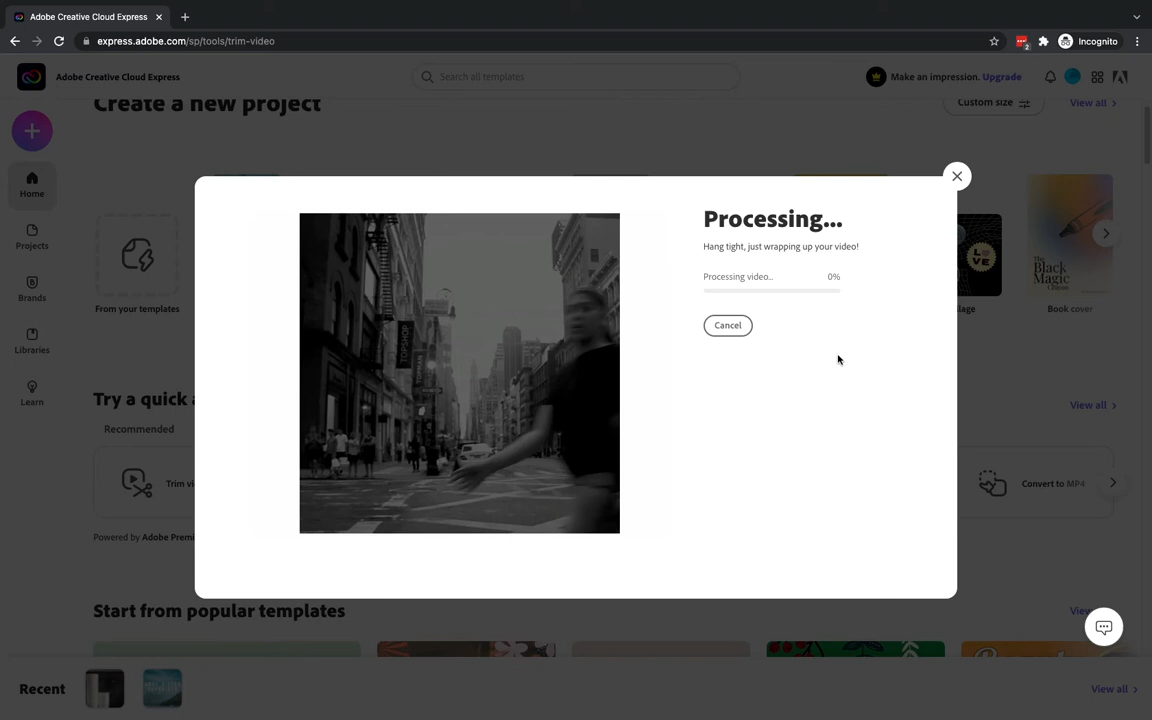 Adobe Creative Cloud Express
express.adobe.com/sp/tools/trim-video
2
Incognito
Adobe Creative Cloud Express
Search all templates
Make an impression. Upgrade
Create a new project
Custom size
View all
Home
Projects
Brands
Libraries
Learn
From your templates
LOVE
The
Black
Magic
Book cover
Processing...
Hang tight, just wrapping up your video!
Processing video...
0%
Cancel
TOPSHOP
TOPMAN
Try a quick a
View all
Recommended
Trim vi
Convert to MP4
Powered by Adobe Premi
Start from popular templates
Recent
View all